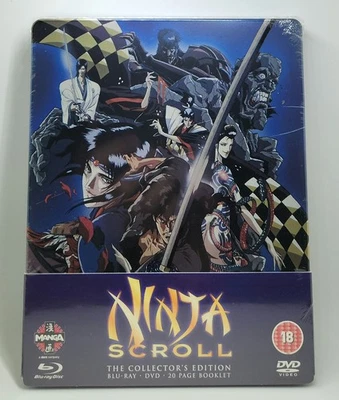 NINJA
SCROLL
THE COLLECTOR'S EDITION
BLU-RAY · DVD · 20 PAGE BOOKLET
MANGA
Blu-ray Disc
18
DVD
VIDEO